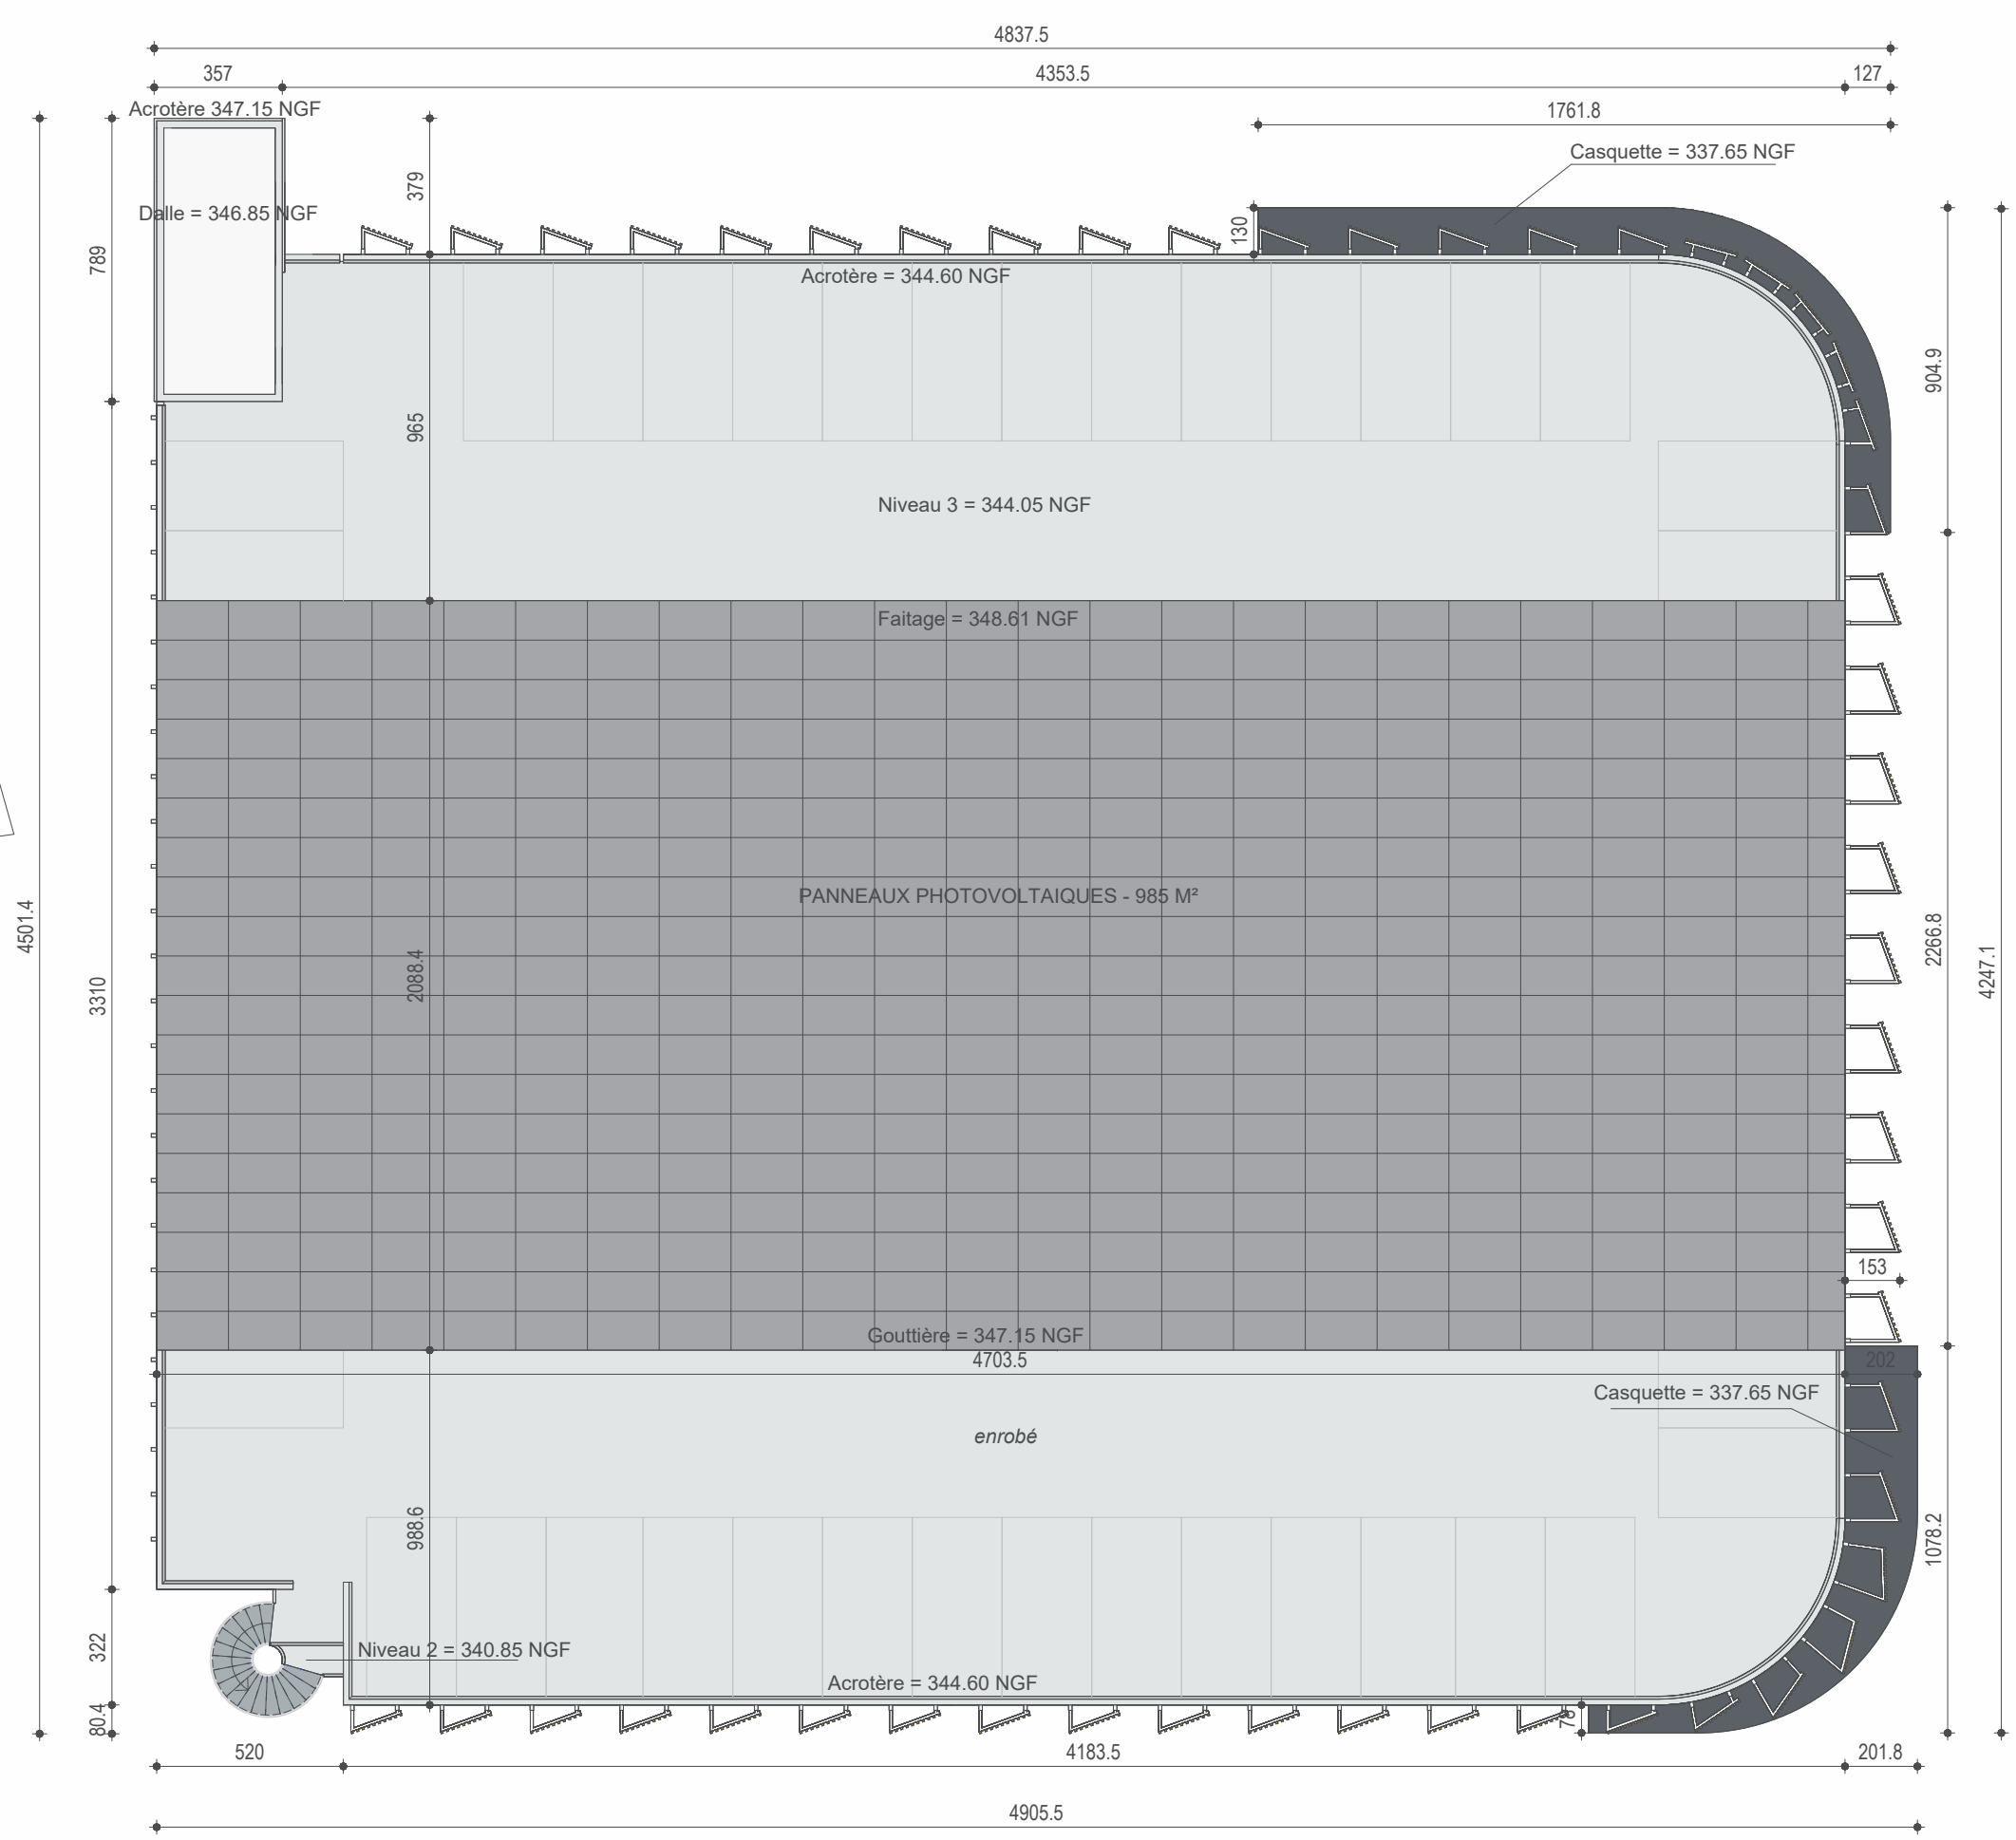 4837.5
357
4353.5
127
Acrotère 347.15 NGF
1761.8
Casquette = 337.65 NGF
379
Dalle = 346.85 NGF
130
789
Acrotère = 344.60 NGF
904.9
965
Niveau 3 = 344.05 NGF
Faitage = 348.61 NGF
PANNEAUX PHOTOVOLTAIQUES - 985 M²
4501.4
2266.8
4247.1
2088.4
3310
153
Gouttière = 347.15 NGF
4703.5
202
Casquette = 337.65 NGF
enrobé
988.6
1078.2
322
Niveau 2 = 340.85 NGF
Acrotère = 344.60 NGF
80.4
78
520
4183.5
201.8
4905.5